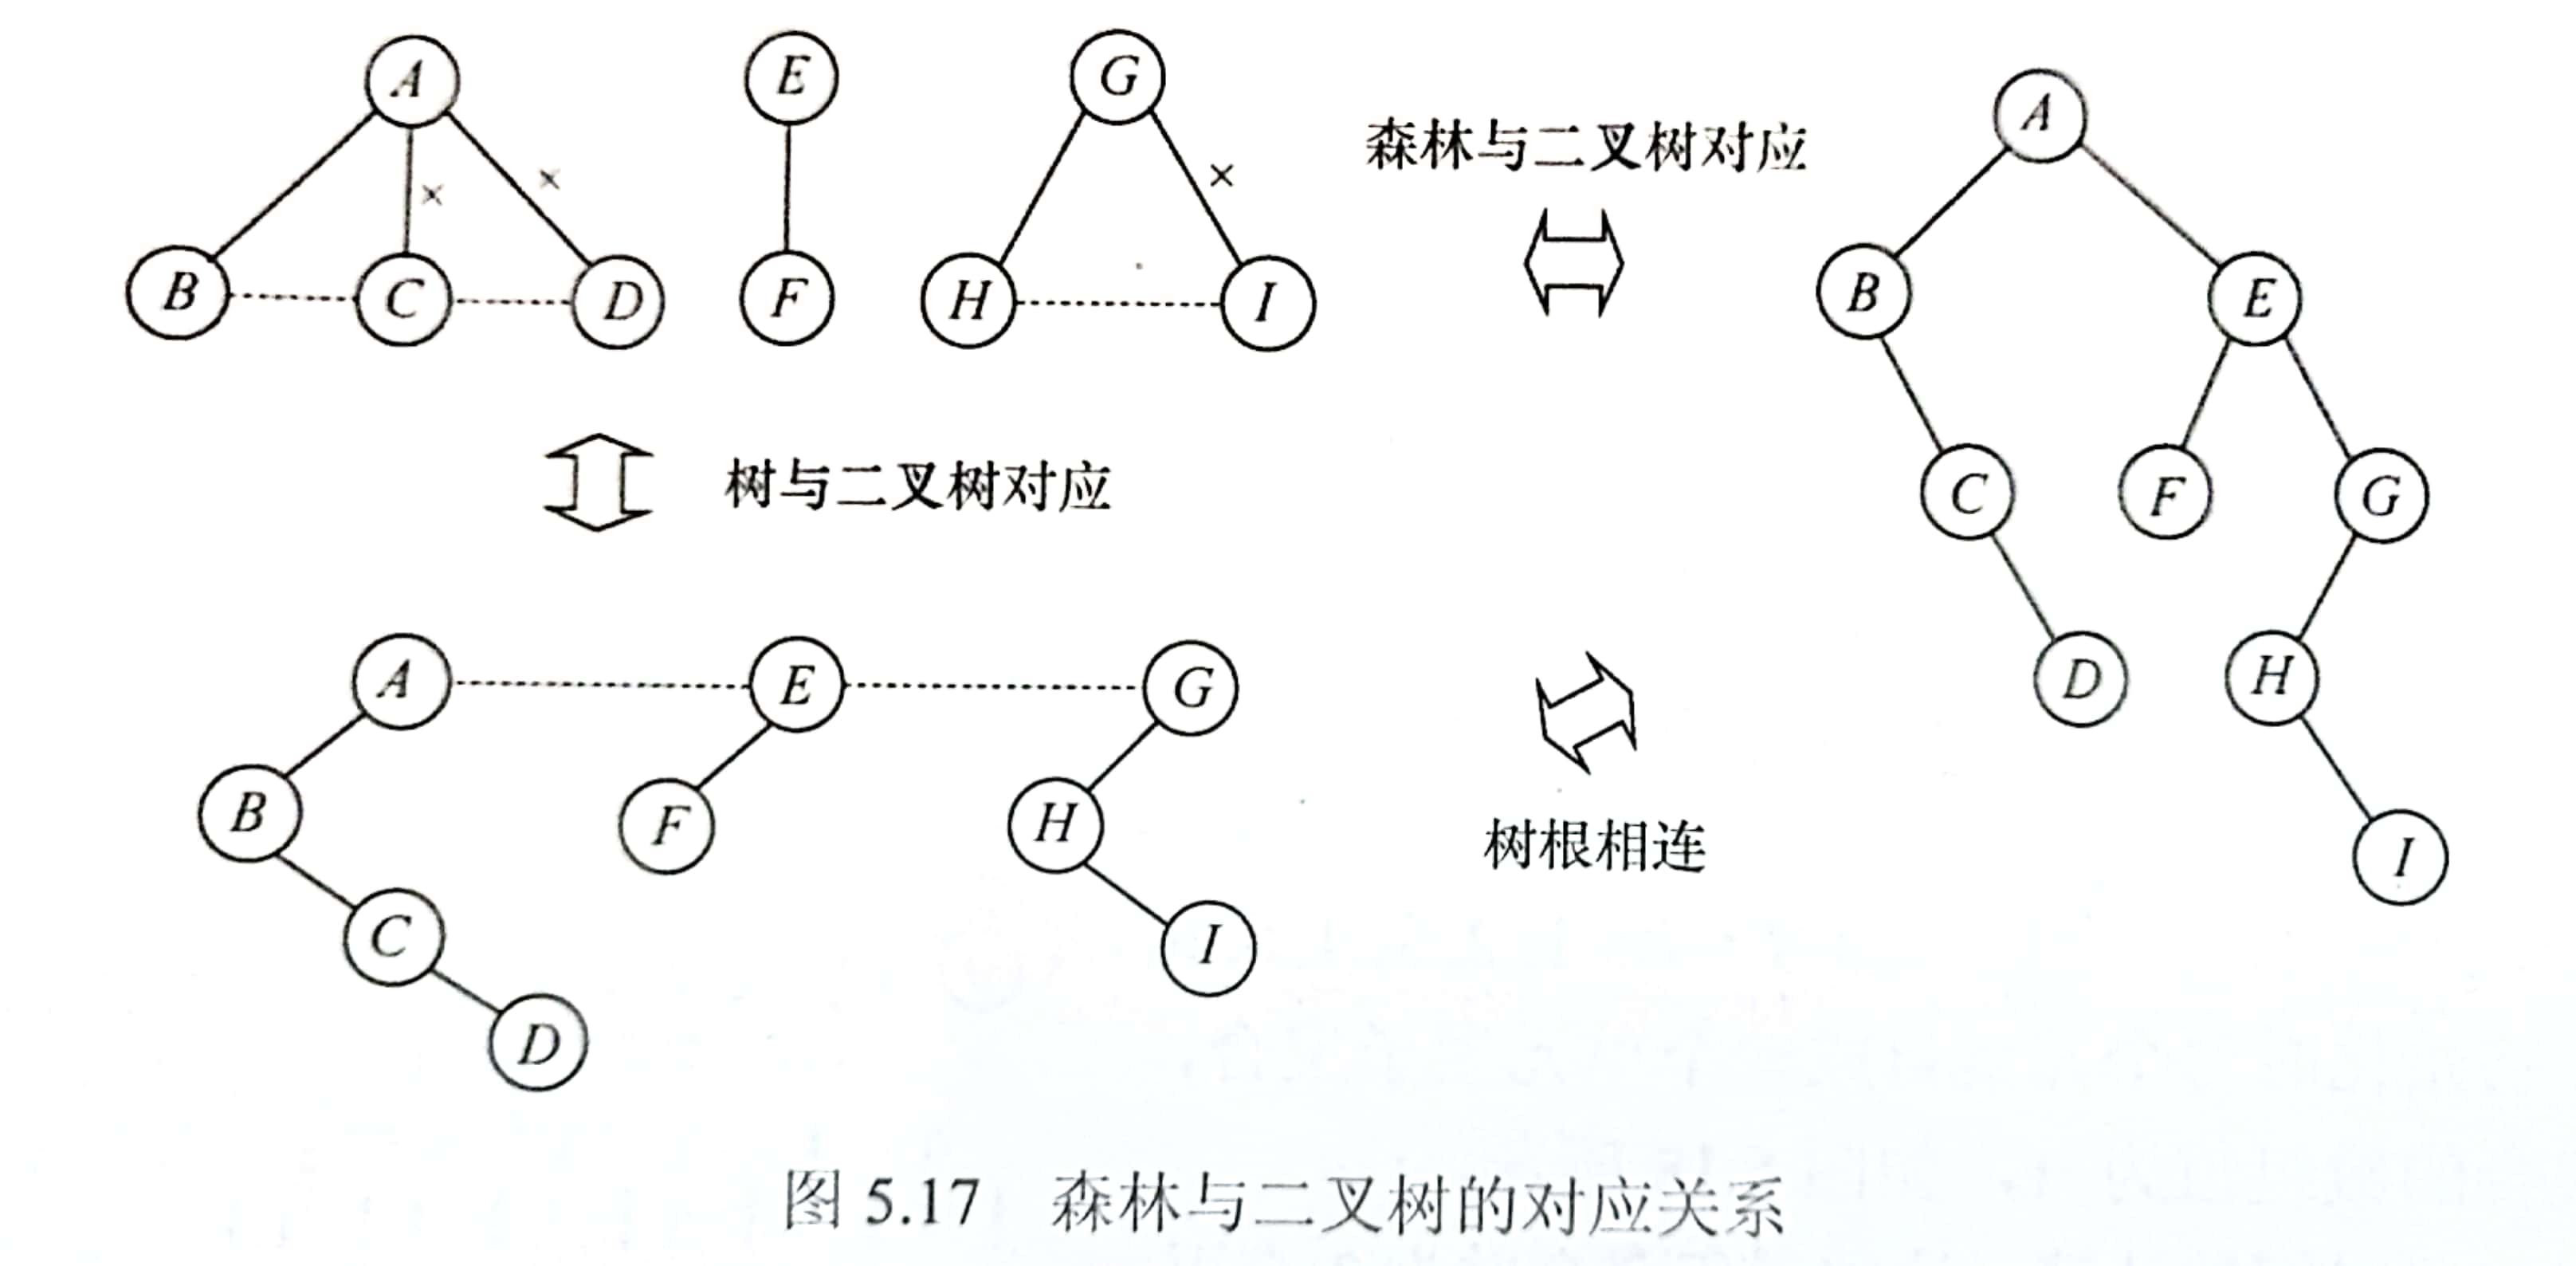 A E G
× × ×
B C D F H I
森林与二叉树对应
A
B E
C F G
D H
I
树与二叉树对应
A E G
B F H
C I
D
树根相连
图 5.17 森林与二叉树的对应关系